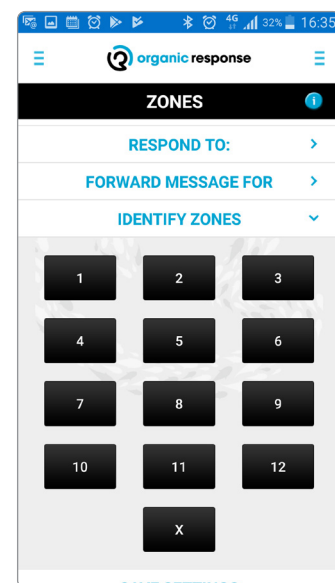 4G 32% 16:35
organic response
ZONES i
RESPOND TO:
FORWARD MESSAGE FOR
IDENTIFY ZONES
1 2 3
4 5 6
7 8 9
10 11 12
X